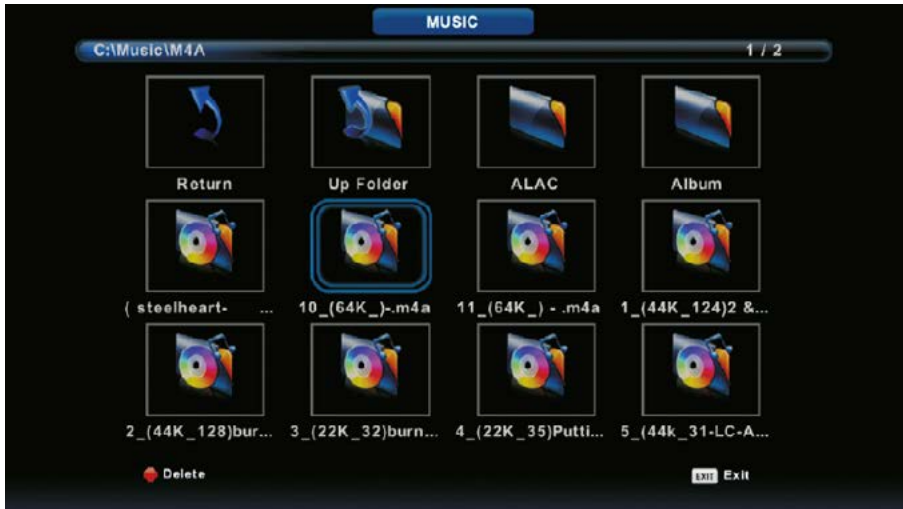 MUSIC
C:\Music\M4A 1 / 2
Return Up Folder ALAC Album
( steelheart- ... 10_(64K_)-.m4a 11_(64K_) - .m4a 1_(44K_124)2 &...
2_(44K_128)bur... 3_(22K_32)burn... 4_(22K_35)Putti... 5_(44k_31-LC-A...
Delete EXIT Exit